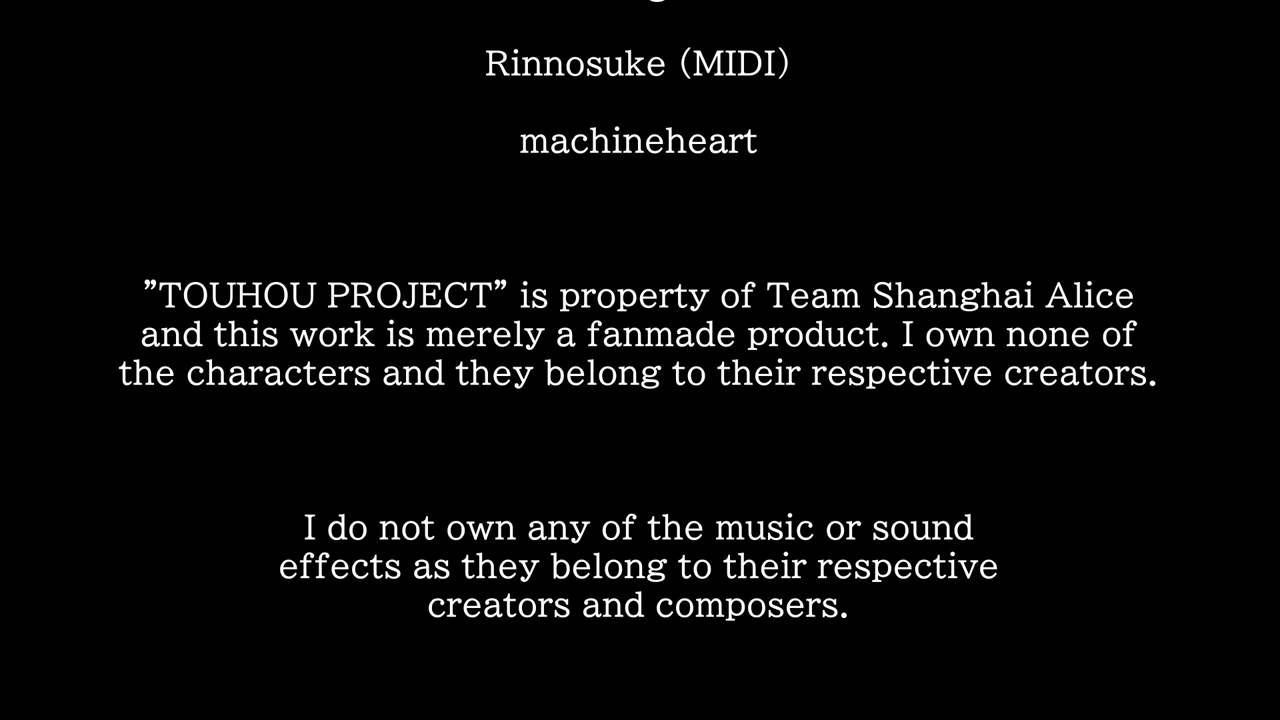 Rinnosuke (MIDI)
machineheart
”TOUHOU PROJECT” is property of Team Shanghai Alice
and this work is merely a fanmade product. I own none of
the characters and they belong to their respective creators.
I do not own any of the music or sound
effects as they belong to their respective
creators and composers.